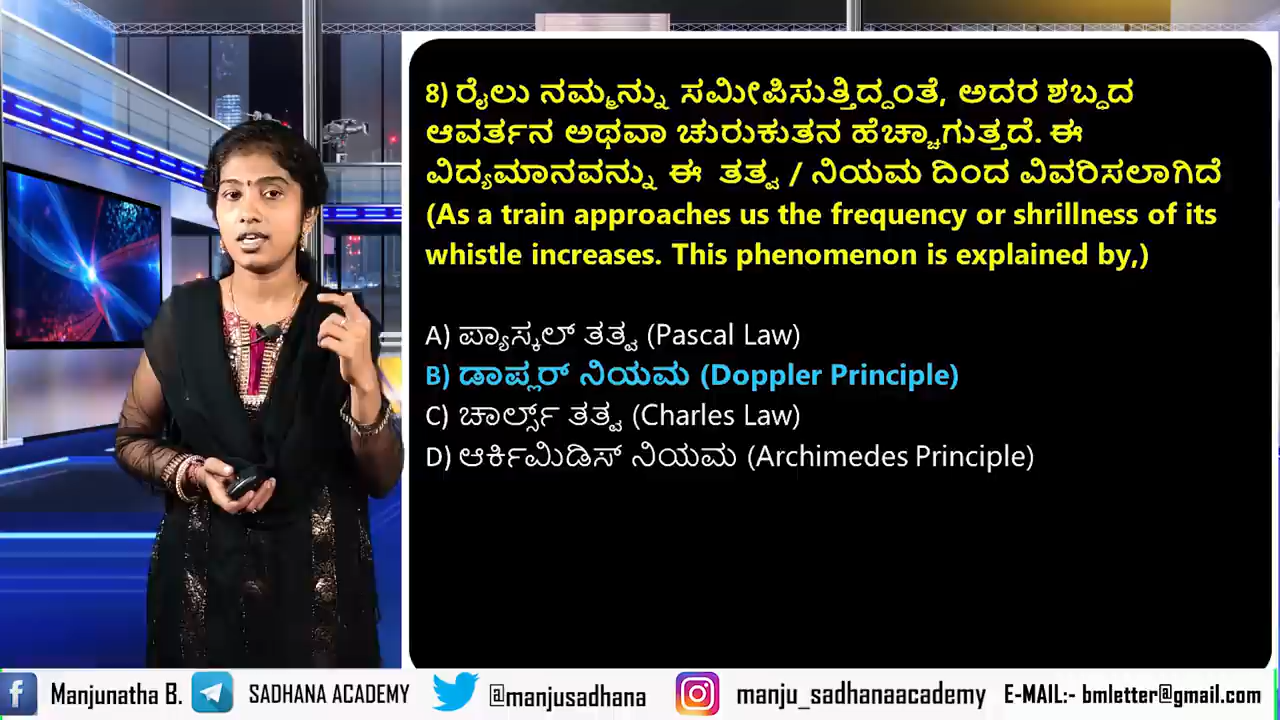 8) ರೈಲು ನಮ್ಮನ್ನು ಸಮೀಪಿಸುತ್ತಿದ್ದಂತೆ, ಅದರ ಶಬ್ಧದ
ಆವರ್ತನ ಅಥವಾ ಚುರುಕುತನ ಹೆಚ್ಚಾಗುತ್ತದೆ. ಈ
ವಿದ್ಯಮಾನವನ್ನು ಈ ತತ್ವ / ನಿಯಮ ದಿಂದ ವಿವರಿಸಲಾಗಿದೆ
(As a train approaches us the frequency or shrillness of its
whistle increases. This phenomenon is explained by,)
A) ಪ್ಯಾಸ್ಕಲ್ ತತ್ವ (Pascal Law)
B) ಡಾಪ್ಲರ್ ನಿಯಮ (Doppler Principle)
C) ಚಾರ್ಲ್ಸ್ ತತ್ವ (Charles Law)
D) ಆರ್ಕಿಮಿಡಿಸ್ ನಿಯಮ (Archimedes Principle)
Manjunatha B. SADHANA ACADEMY @manjusadhana manju_sadhanaacademy E-MAIL:- bmletter@gmail.com